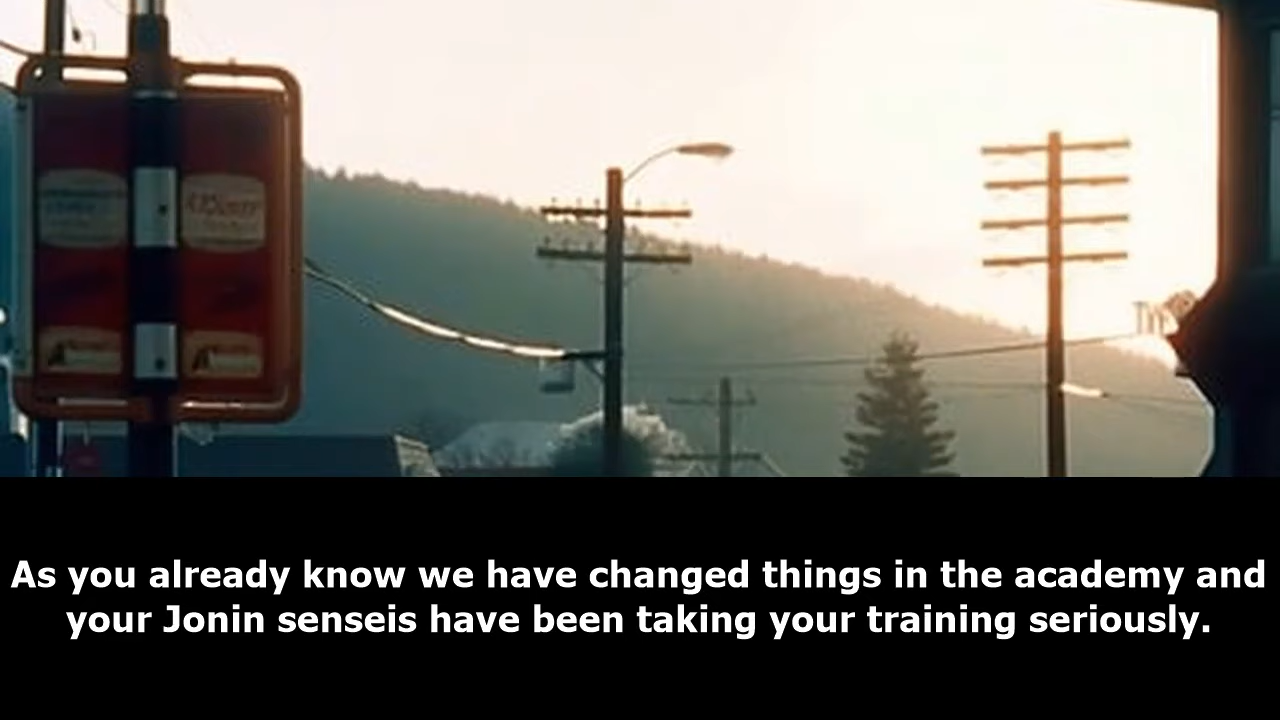 As you already know we have changed things in the academy and
your Jonin senseis have been taking your training seriously.